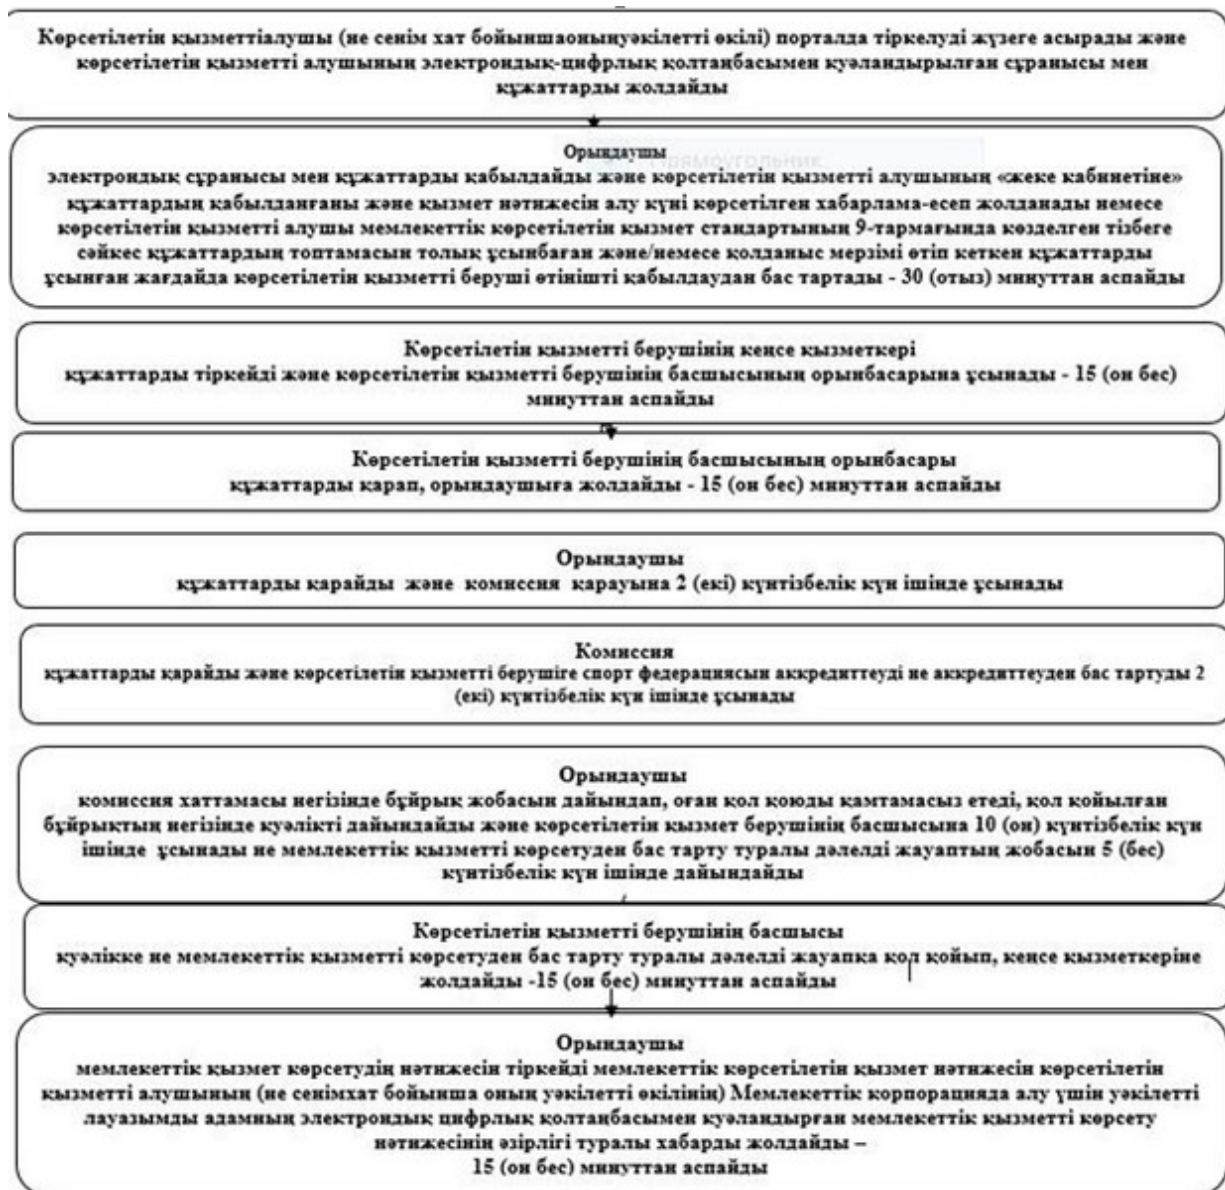 Көрсетілетін қызметтіалушы (не сенім хат бойыншаоныңуәкілетті өкілі) порталда тіркелуді жүзеге асырады және
көрсетілетін қызметті алушының электрондық-цифрлық қолтаңбасымен куәландырылған сұранысы мен
құжаттарды жолдайды
Орындаушы
Прямоугольник
электрондық сұранысы мен құжаттарды қабылдайды және көрсетілетін қызметті алушының «жеке кабинетіне»
құжаттардың қабылданғаны және қызмет нәтижесін алу күні көрсетілген хабарлама-есеп жолданады немесе
көрсетілетін қызметті алушы мемлекеттік көрсетілетін қызмет стандартының 9-тармағында көзделген тізбеге
сәйкес құжаттардың топтамасын толық ұсынбаған және/немесе қолданыс мерзімі өтіп кеткен құжаттарды
ұсынған жағдайда көрсетілетін қызметті беруші өтінішті қабылдаудан бас тартады - 30 (отыз) минуттан аспайды
Көрсетілетін қызметті берушінің кеңсе қызметкері
құжаттарды тіркейді және көрсетілетін қызметті берушінің басшысының орынбасарына ұсынады - 15 (он бес)
минуттан аспайды
Көрсетілетін қызметті берушінің басшысының орынбасары
құжаттарды қарап, орындаушыға жолдайды - 15 (он бес) минуттан аспайды
Орындаушы
құжаттарды қарайды және комиссия қарауына 2 (екі) күнтізбелік күн ішінде ұсынады
Комиссия
құжаттарды қарайды және көрсетілетін қызметті берушіге спорт федерациясын аккредиттеуді не аккредиттеуден бас тартуды 2
(екі) күнтізбелік күн ішінде ұсынады
Орындаушы
комиссия хаттамасы негізінде бұйрық жобасын дайындап, оған қол қоюды қамтамасыз етеді, қол қойылған
бұйрықтың негізінде куәлікті дайындайды және көрсетілетін қызмет берушінің басшысына 10 (он) күнтізбелік күн
ішінде ұсынады не мемлекеттік қызметті көрсетуден бас тарту туралы дәлелді жауаптың жобасын 5 (бес)
күнтізбелік күн ішінде дайындайды
Көрсетілетін қызметті берушінің басшысы
куәлікке не мемлекеттік қызметті көрсетуден бас тарту туралы дәлелді жауапқа қол қойып, кеңсе қызметкеріне
жолдайды -15 (он бес) минуттан аспайды
Орындаушы
мемлекеттік қызмет көрсетудің нәтижесін тіркейді мемлекеттік көрсетілетін қызмет нәтижесін көрсетілетін
қызметті алушының (не сенімхат бойынша оның уәкілетті өкілінің) Мемлекеттік корпорацияда алу үшін уәкілетті
лауазымды адамның электрондық цифрлық қолтаңбасымен куәландырған мемлекеттік қызметті көрсету
нәтижесінің әзірлігі туралы хабарды жолдайды –
15 (он бес) минуттан аспайды